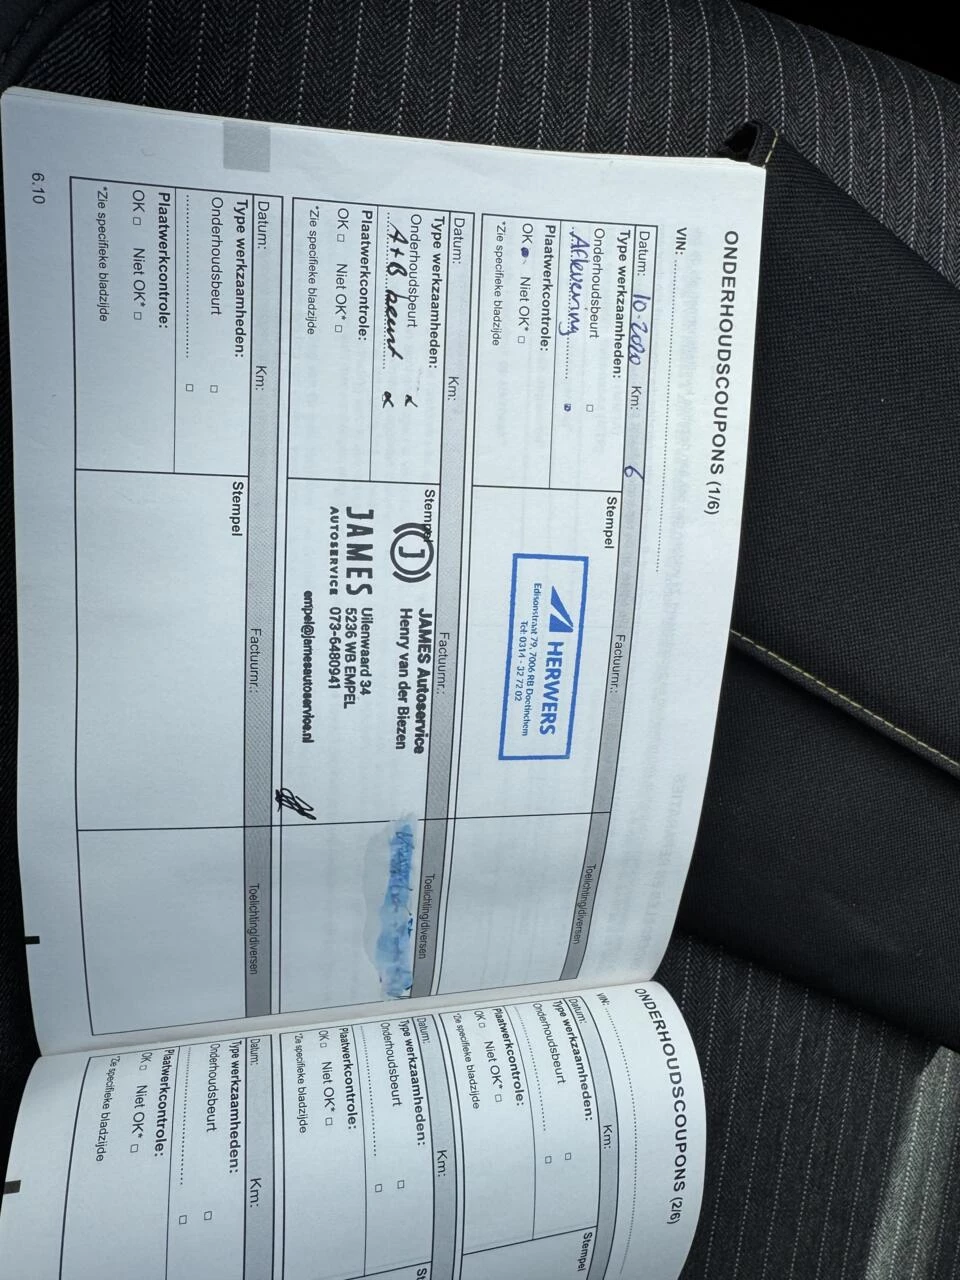 ONDERHOUDSCOUPONS (1/6)
VIN:
Datum: 10-2020 Km: 6 Factuurnr.: Toelichting/diversen
Type werkzaamheden:
Onderhoudsbeurt
Aflevering
Plaatwerkcontrole:
OK Niet OK*
*Zie specifieke bladzijde
Stempel
HERWERS
Edisonstraat 79, 7006 RB Doetinchem
Tel: 0314 - 32 72 02
Datum: Km: Factuurnr.: Toelichting/diversen
Type werkzaamheden:
Onderhoudsbeurt
A+B beurt
Plaatwerkcontrole:
OK Niet OK*
*Zie specifieke bladzijde
Stempel
J
JAMES
AUTOSERVICE
JAMES Autoservice
Henry van der Biezen
Uilenwaard 34
5236 WB EMPEL
073-6480941
empel@jamesautoservice.nl
Datum: Km: Factuurnr.: Toelichting/diversen
Type werkzaamheden:
Onderhoudsbeurt
Plaatwerkcontrole:
OK Niet OK*
*Zie specifieke bladzijde
Stempel
6.10
ONDERHOUDSCOUPONS (2/6)
VIN:
Datum: Km:
Type werkzaamheden:
Onderhoudsbeurt
Plaatwerkcontrole:
OK Niet OK*
*Zie specifieke bladzijde
Stempel
Datum: Km:
Type werkzaamheden:
Onderhoudsbeurt
Plaatwerkcontrole:
OK Niet OK*
*Zie specifieke bladzijde
St
Datum: Km:
Type werkzaamheden:
Onderhoudsbeurt
Plaatwerkcontrole:
OK Niet OK*
*Zie specifieke bladzijde